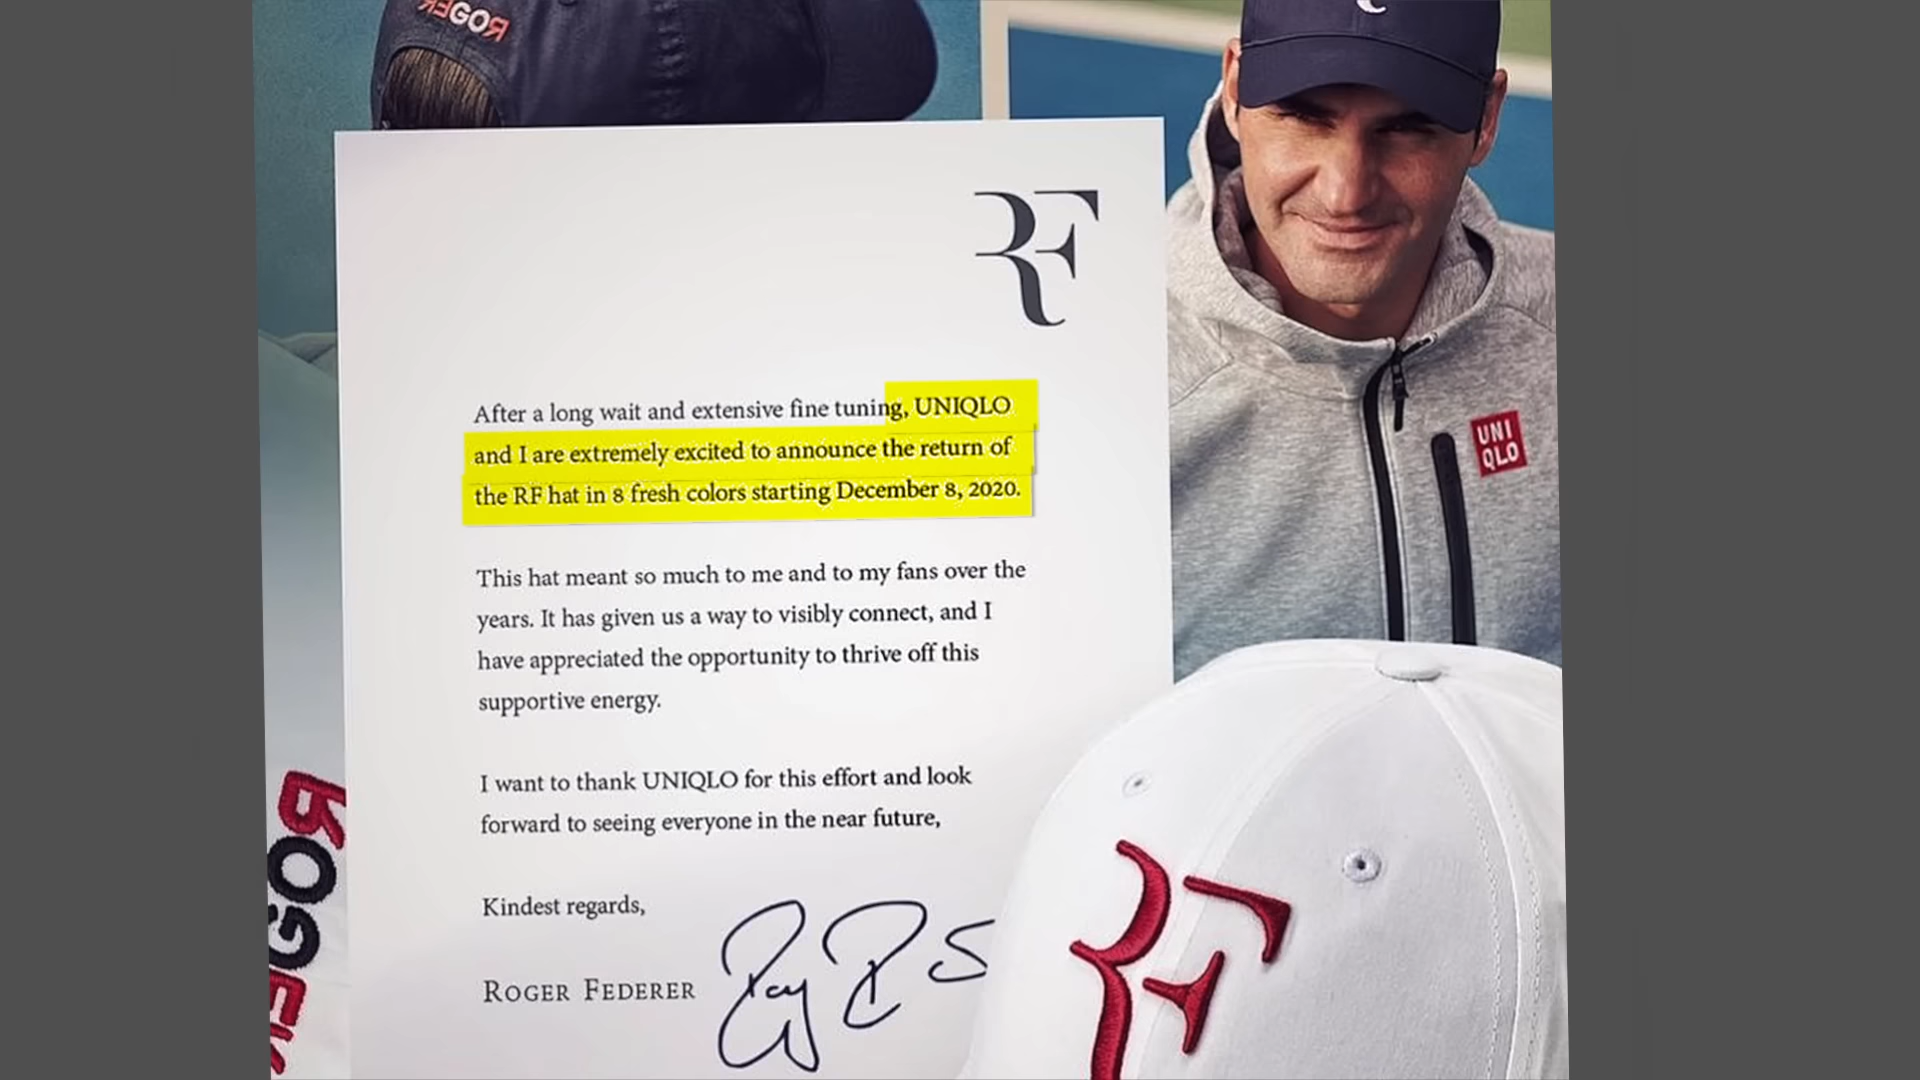 ROGER
RF
After a long wait and extensive fine tuning, UNIQLO
and I are extremely excited to announce the return of
the RF hat in 8 fresh colors starting December 8, 2020.
This hat meant so much to me and to my fans over the
years. It has given us a way to visibly connect, and I
have appreciated the opportunity to thrive off this
supportive energy.
I want to thank UNIQLO for this effort and look
forward to seeing everyone in the near future,
Kindest regards,
ROGER FEDERER
UNI
QLO
ROGER
RF